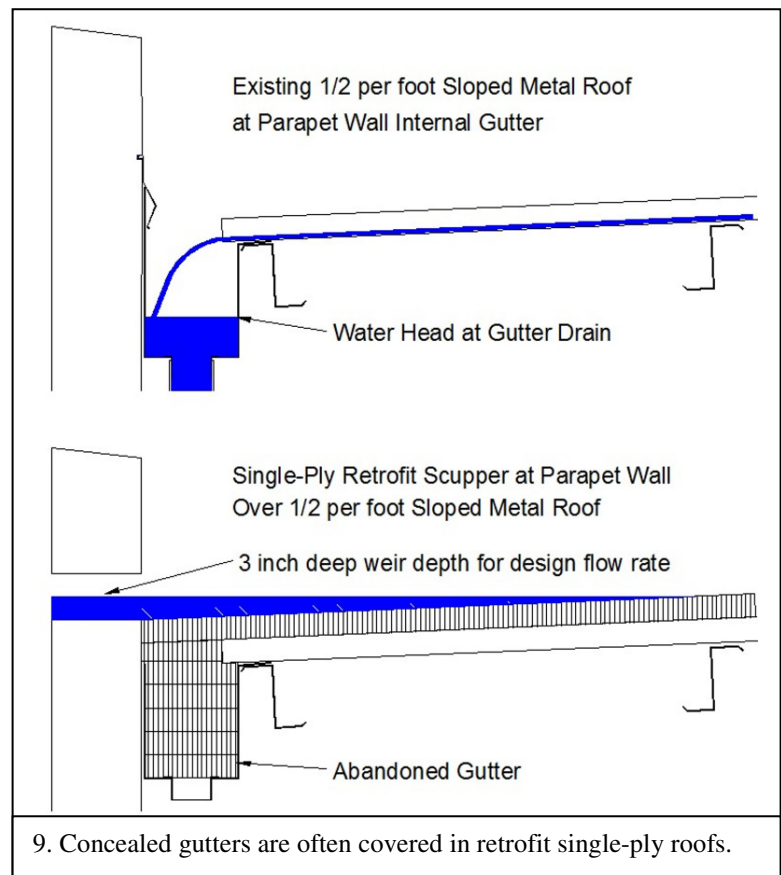 Existing 1/2 per foot Sloped Metal Roof
at Parapet Wall Internal Gutter
Water Head at Gutter Drain
Single-Ply Retrofit Scupper at Parapet Wall
Over 1/2 per foot Sloped Metal Roof
3 inch deep weir depth for design flow rate
Abandoned Gutter
9. Concealed gutters are often covered in retrofit single-ply roofs.